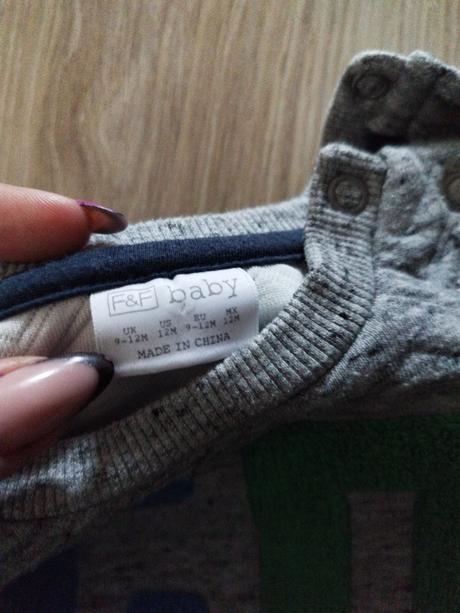 F&F baby
UK US EU MX
9-12M 12M 9-12M 12M
MADE IN CHINA